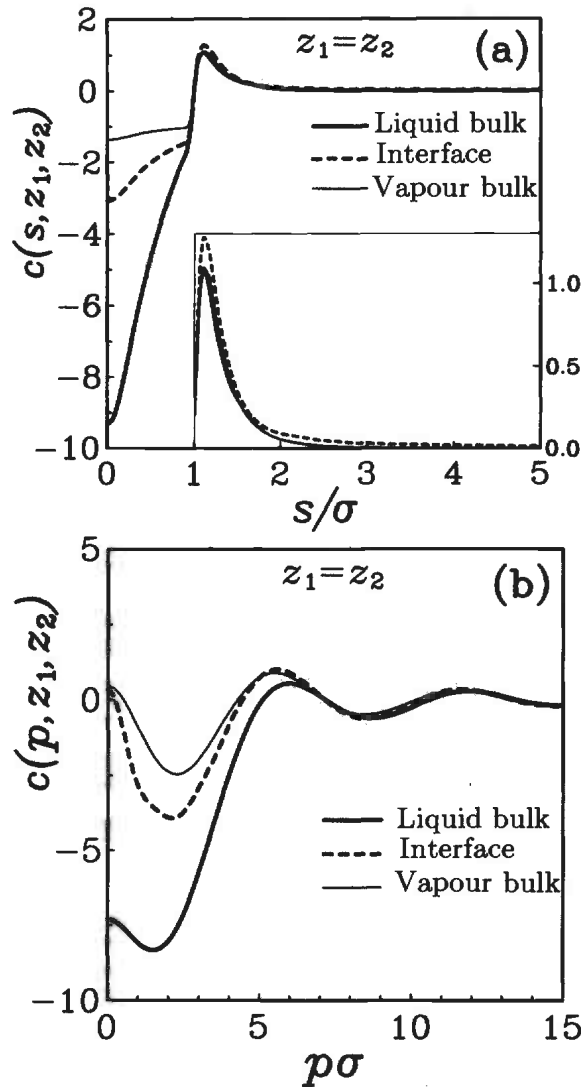 2
z₁=z₂
(a)
0
Liquid bulk
−2
Interface
Vapour bulk
c(s,z₁,z₂)
−4
1.0
−6
0.5
−8
−10
0.0
0 1 2 3 4 5
s/σ
5
z₁=z₂
(b)
0
c(p,z₁,z₂)
Liquid bulk
−5
Interface
Vapour bulk
−10
0 5 10 15
pσ